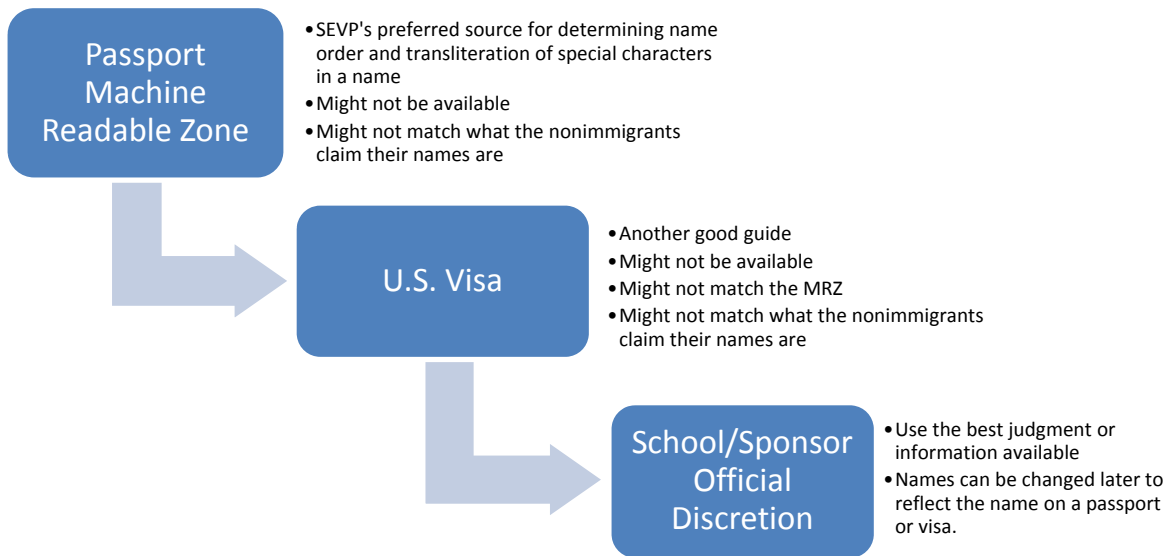 Passport
Machine
Readable Zone
•SEVP's preferred source for determining name
order and transliteration of special characters
in a name
•Might not be available
•Might not match what the nonimmigrants
claim their names are
U.S. Visa
•Another good guide
•Might not be available
•Might not match the MRZ
•Might not match what the nonimmigrants
claim their names are
School/Sponsor
Official
Discretion
•Use the best judgment or
information available
•Names can be changed later to
reflect the name on a passport
or visa.